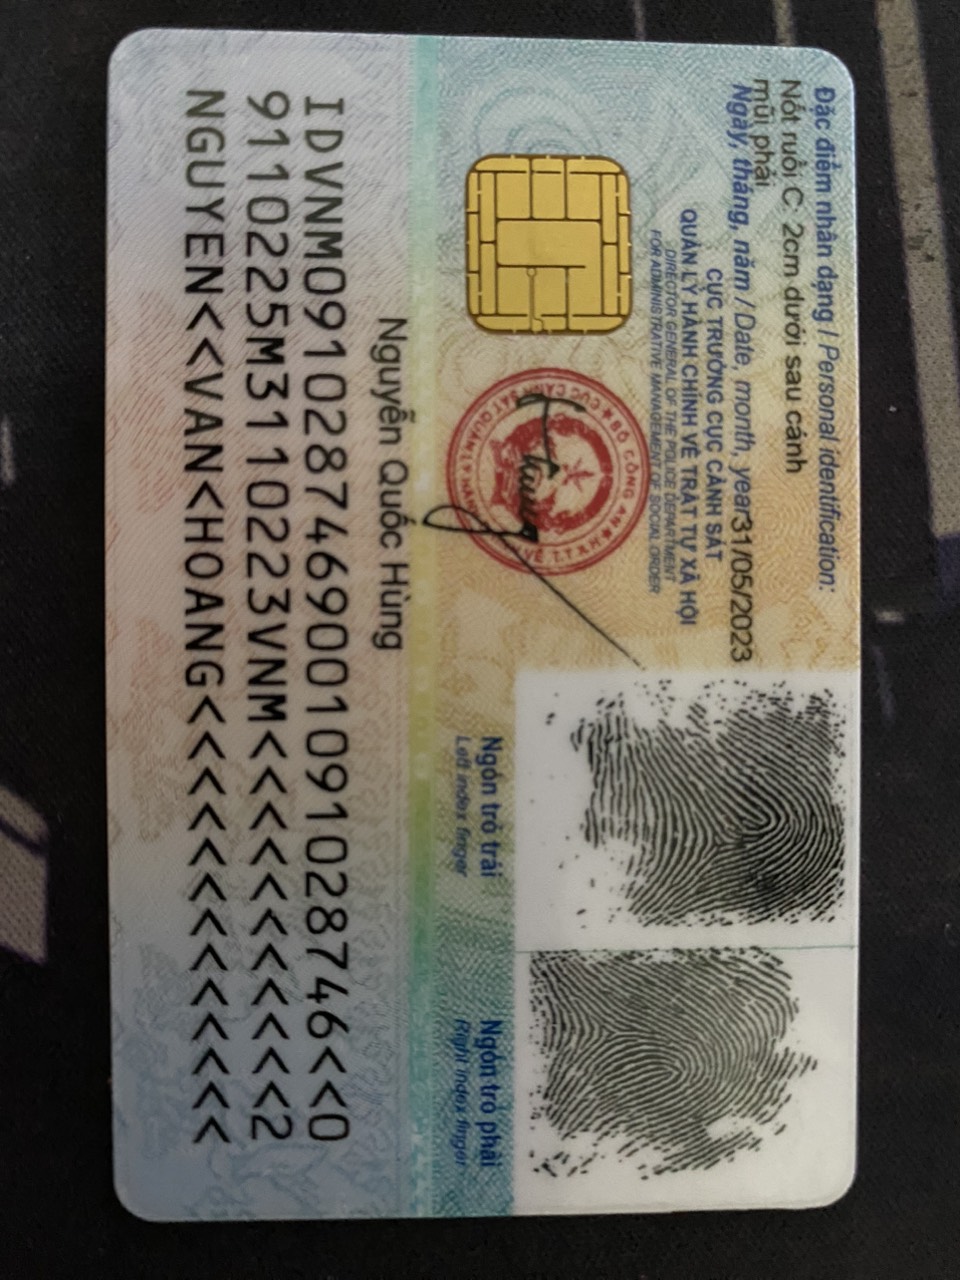 Đặc điểm nhân dạng / Personal identification:
Nốt ruồi C: 2cm dưới sau cánh
mũi phải
Ngày, tháng, năm / Date, month, year 31/05/2023
CỤC TRƯỞNG CỤC CẢNH SÁT
QUẢN LÝ HÀNH CHÍNH VỀ TRẬT TỰ XÃ HỘI
DIRECTOR GENERAL OF THE POLICE DEPARTMENT
FOR ADMINISTRATIVE MANAGEMENT OF SOCIAL ORDER
BỘ CÔNG AN
CỤC CẢNH SÁT QUẢN LÝ HÀNH VỀ T.T.X.H
Nguyễn Quốc Hùng
Ngón trỏ trái
Left index finger
Ngón trỏ phải
Right index finger
IDVNM0910287469001091028746<<0
9110225M3110223VNM<<<<<<<<<<<2
NGUYEN<<VAN<HOANG<<<<<<<<<<<<<